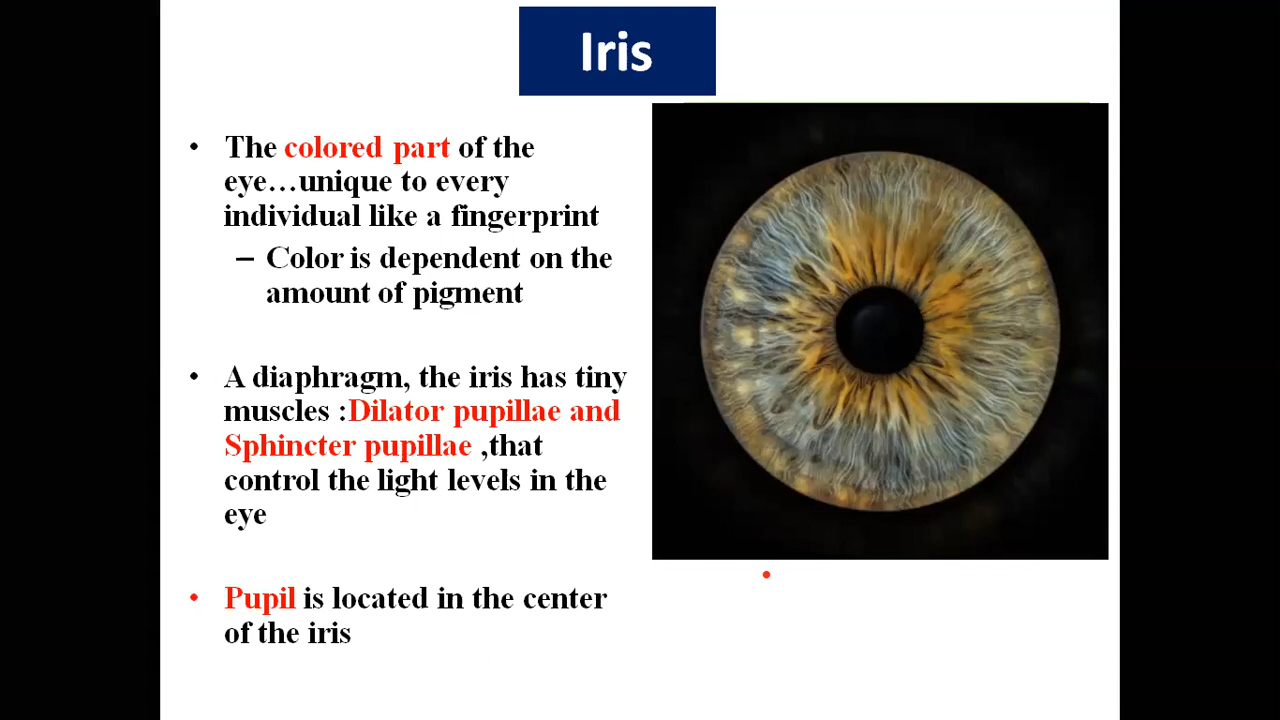 Iris
• The colored part of the
eye…unique to every
individual like a fingerprint
– Color is dependent on the
amount of pigment
• A diaphragm, the iris has tiny
muscles :Dilator pupillae and
Sphincter pupillae ,that
control the light levels in the
eye
• Pupil is located in the center
of the iris